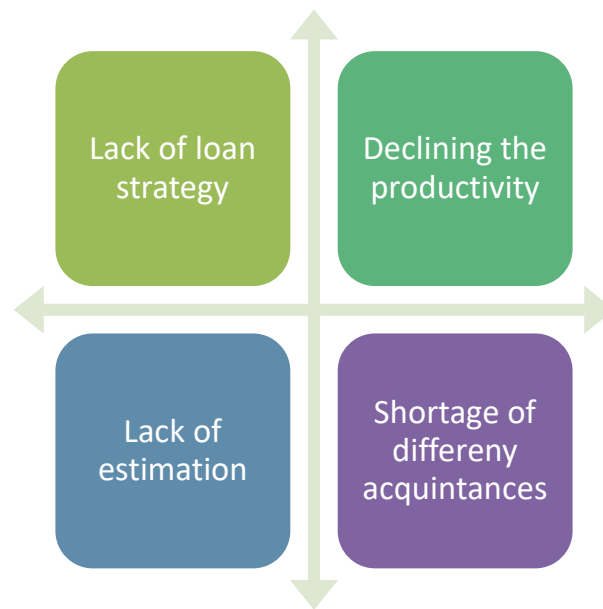 Lack of loan
strategy
Declining the
productivity
Lack of
estimation
Shortage of
differeny
acquintances